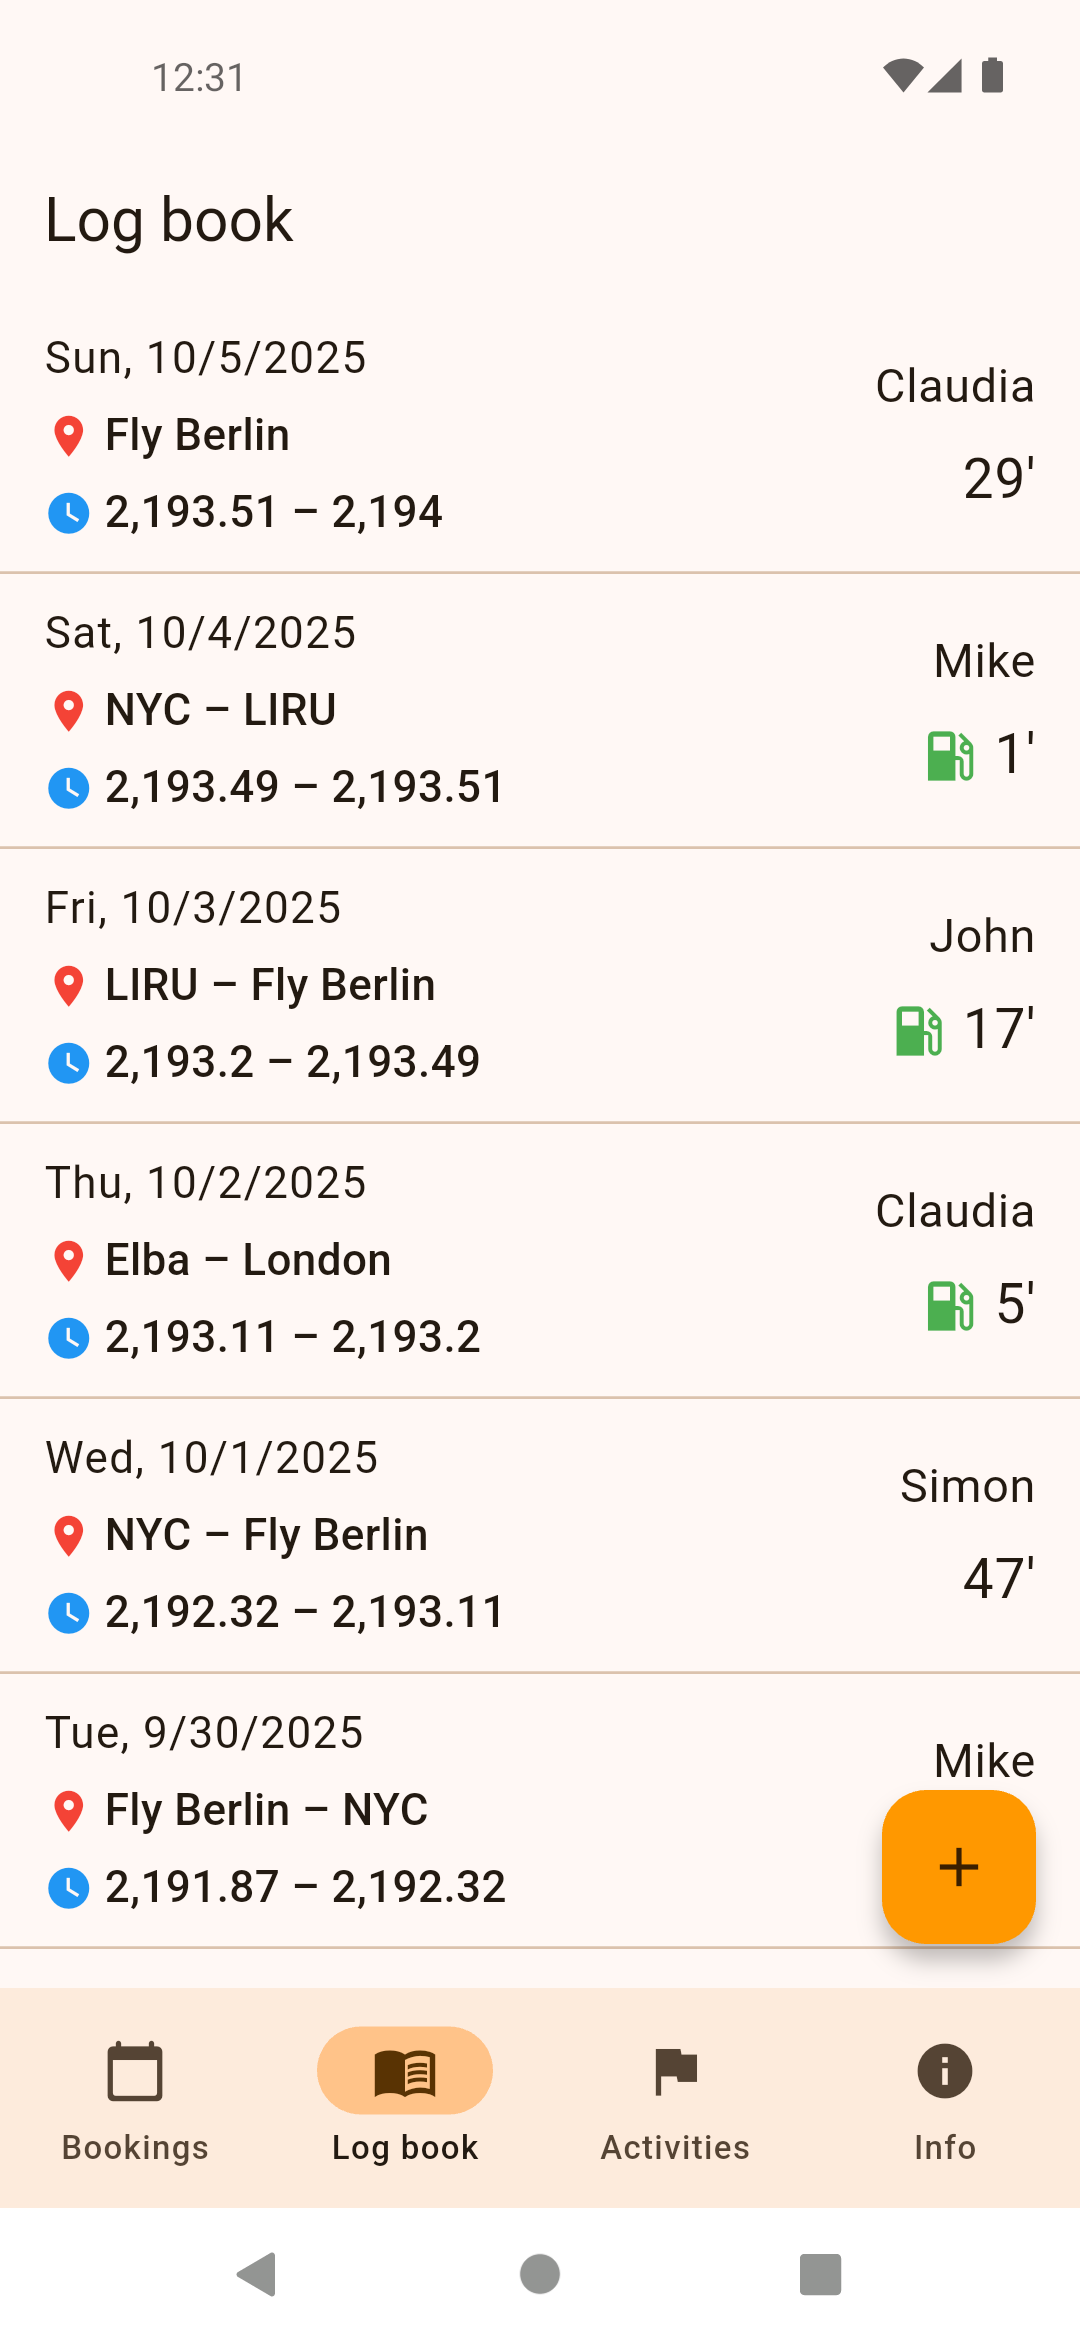 12:31
Log book
Sun, 10/5/2025
Claudia
Fly Berlin
29'
2,193.51 – 2,194
Sat, 10/4/2025
Mike
NYC – LIRU
1'
2,193.49 – 2,193.51
Fri, 10/3/2025
John
LIRU – Fly Berlin
17'
2,193.2 – 2,193.49
Thu, 10/2/2025
Claudia
Elba – London
5'
2,193.11 – 2,193.2
Wed, 10/1/2025
Simon
NYC – Fly Berlin
47'
2,192.32 – 2,193.11
Tue, 9/30/2025
Mike
Fly Berlin – NYC
2,191.87 – 2,192.32
Bookings
Log book
Activities
Info